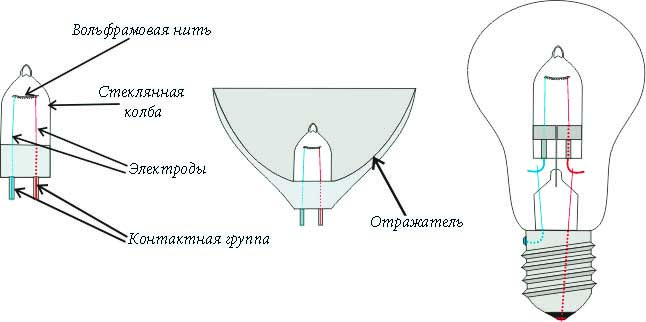 Вольфрамовая нить
Стеклянная
колба
Электроды
Отражатель
Контактная группа